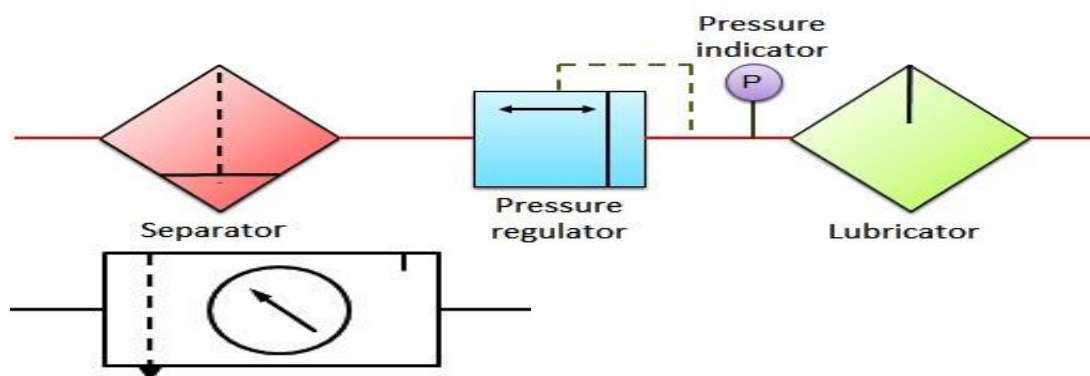 Pressure
indicator
P
Separator
Pressure
regulator
Lubricator